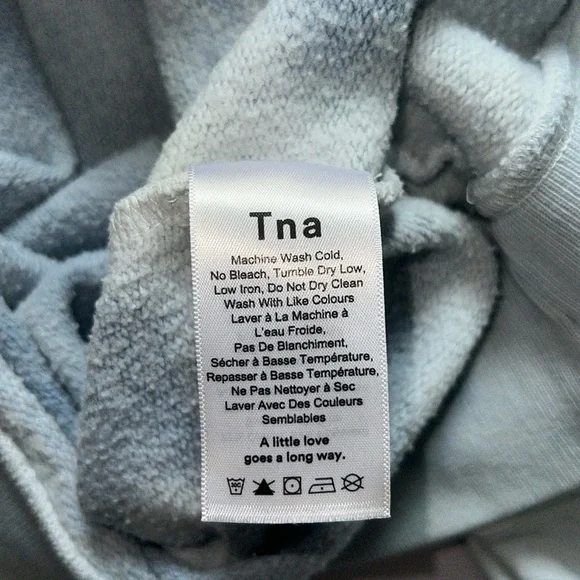 Tna
Machine Wash Cold,
No Bleach, Tumble Dry Low,
Low Iron, Do Not Dry Clean
Wash With Like Colours
Laver à La Machine à
L'eau Froide,
Pas De Blanchiment,
Sécher à Basse Température,
Repasser à Basse Température,
Ne Pas Nettoyer à Sec
Laver Avec Des Couleurs
Semblables
A little love
goes a long way.
30C